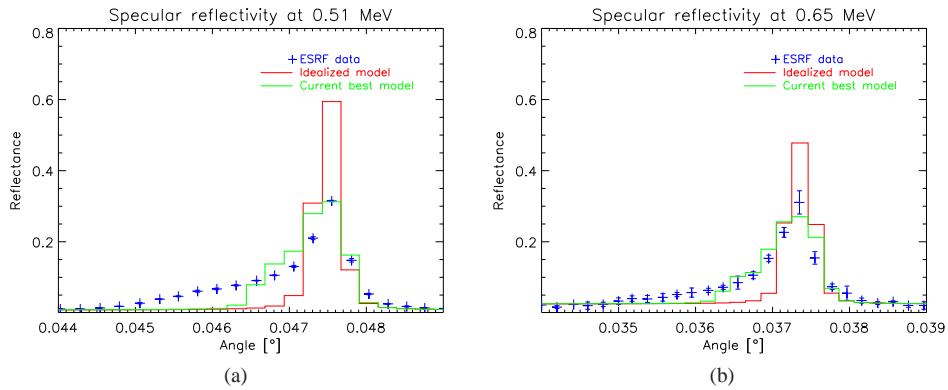 Specular reflectivity at 0.51 MeV
0.8
0.6
0.4
0.2
Reflectance
ESRF data
Idealized model
Current best model
0.044 0.045 0.046 0.047 0.048
Angle [°]
(a)
Specular reflectivity at 0.65 MeV
0.8
0.6
0.4
0.2
Reflectance
ESRF data
Idealized model
Current best model
0.035 0.036 0.037 0.038 0.039
Angle [°]
(b)